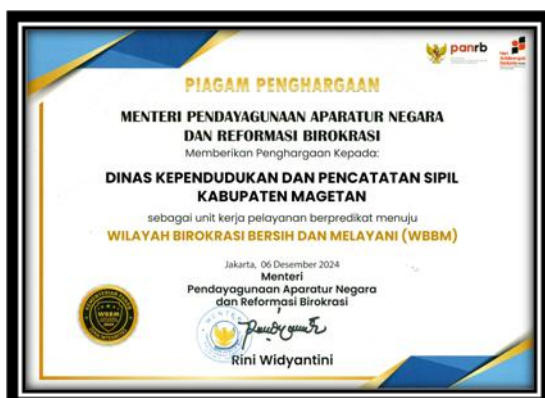 panrb
PIAGAM PENGHARGAAN
MENTERI PENDAYAGUNAAN APARATUR NEGARA
DAN REFORMASI BIROKRASI
Memberikan Penghargaan Kepada:
DINAS KEPENDUDUKAN DAN PENCATATAN SIPIL
KABUPATEN MAGETAN
sebagai unit kerja pelayanan berpredikat menuju
WILAYAH BIROKRASI BERSIH DAN MELAYANI (WBBM)
Jakarta, 06 Desember 2024
Menteri
Pendayagunaan Aparatur Negara
dan Reformasi Birokrasi
WBBM
MENTERI
Rini Widyantini